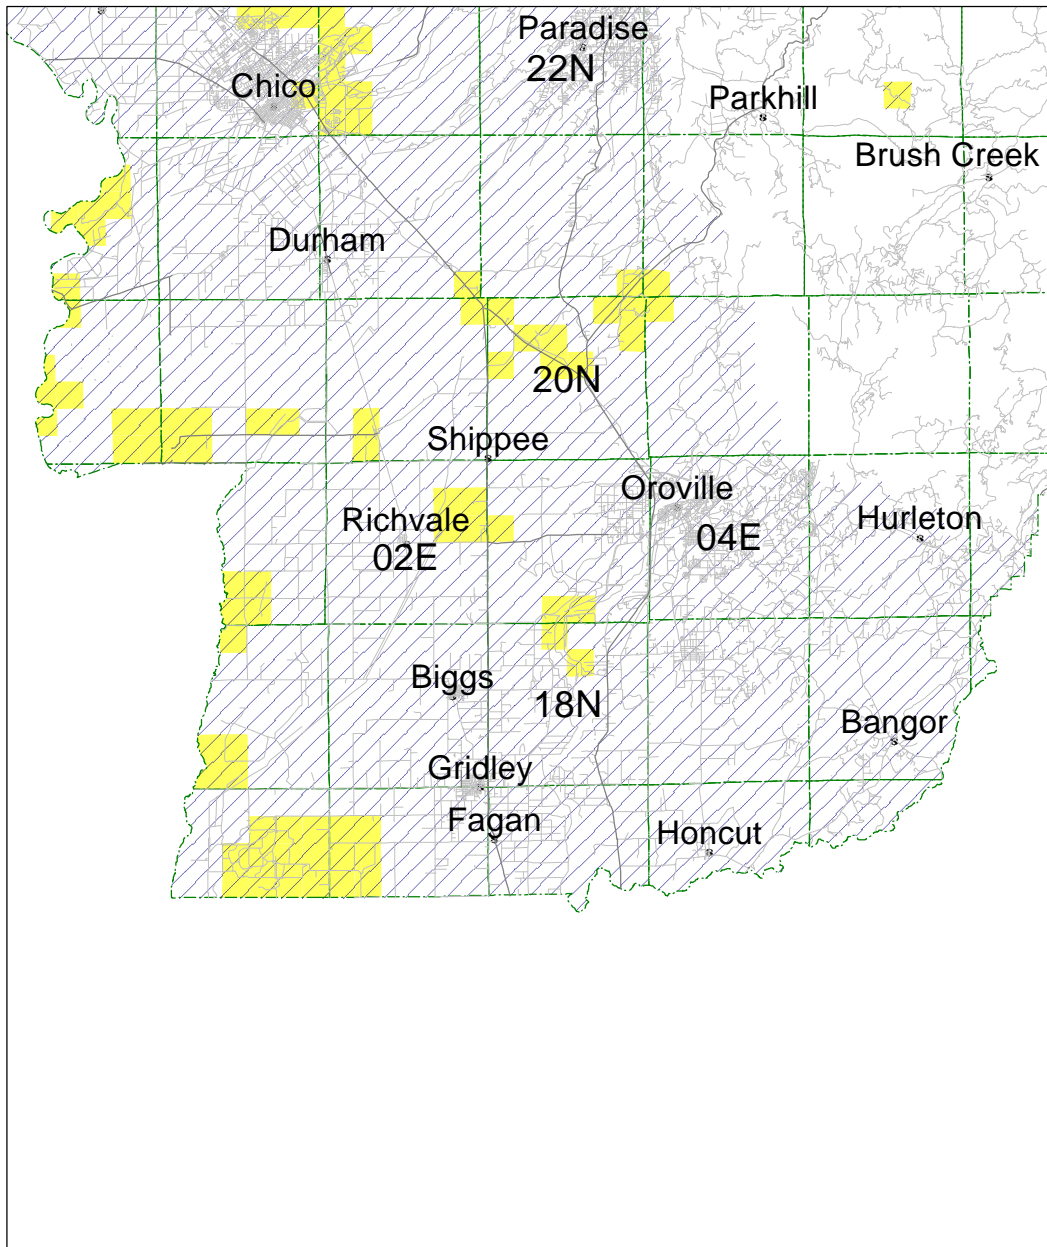 Paradise
22N
Chico
Parkhill
Brush Creek
Durham
20N
Shippee
Oroville
Richvale
02E
04E
Hurleton
Biggs
18N
Bangor
Gridley
Fagan
Honcut